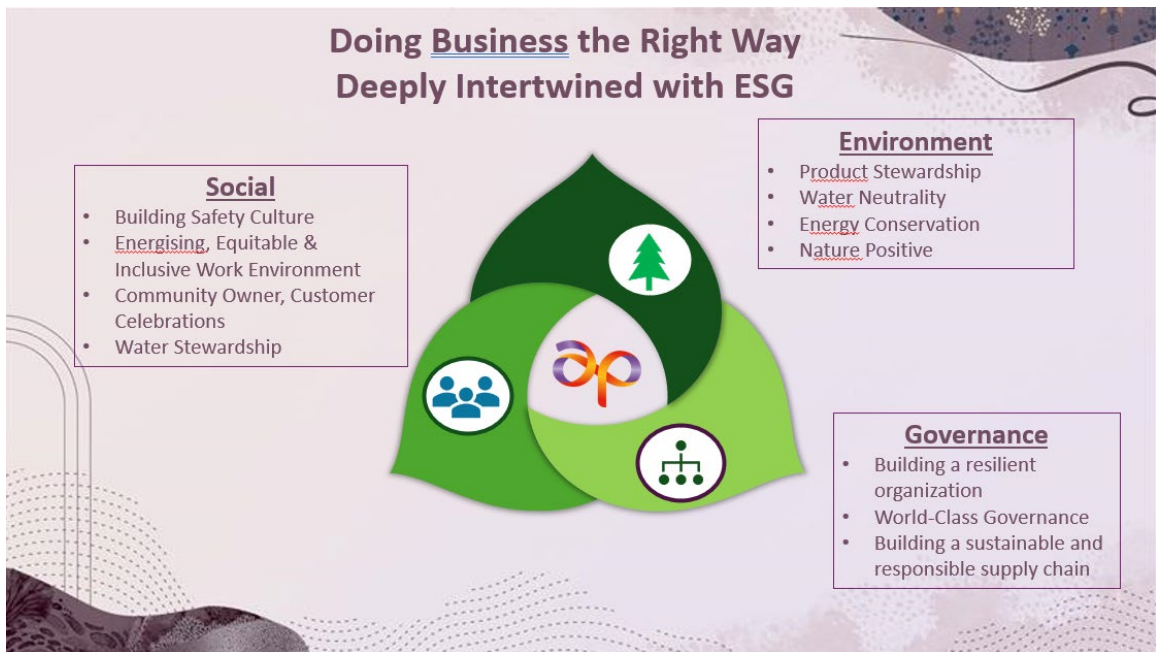 Doing Business the Right Way
Deeply Intertwined with ESG
Social
• Building Safety Culture
• Energising, Equitable &
Inclusive Work Environment
• Community Owner, Customer
Celebrations
• Water Stewardship
ap
Environment
• Product Stewardship
• Water Neutrality
• Energy Conservation
• Nature Positive
Governance
• Building a resilient
organization
• World-Class Governance
• Building a sustainable and
responsible supply chain